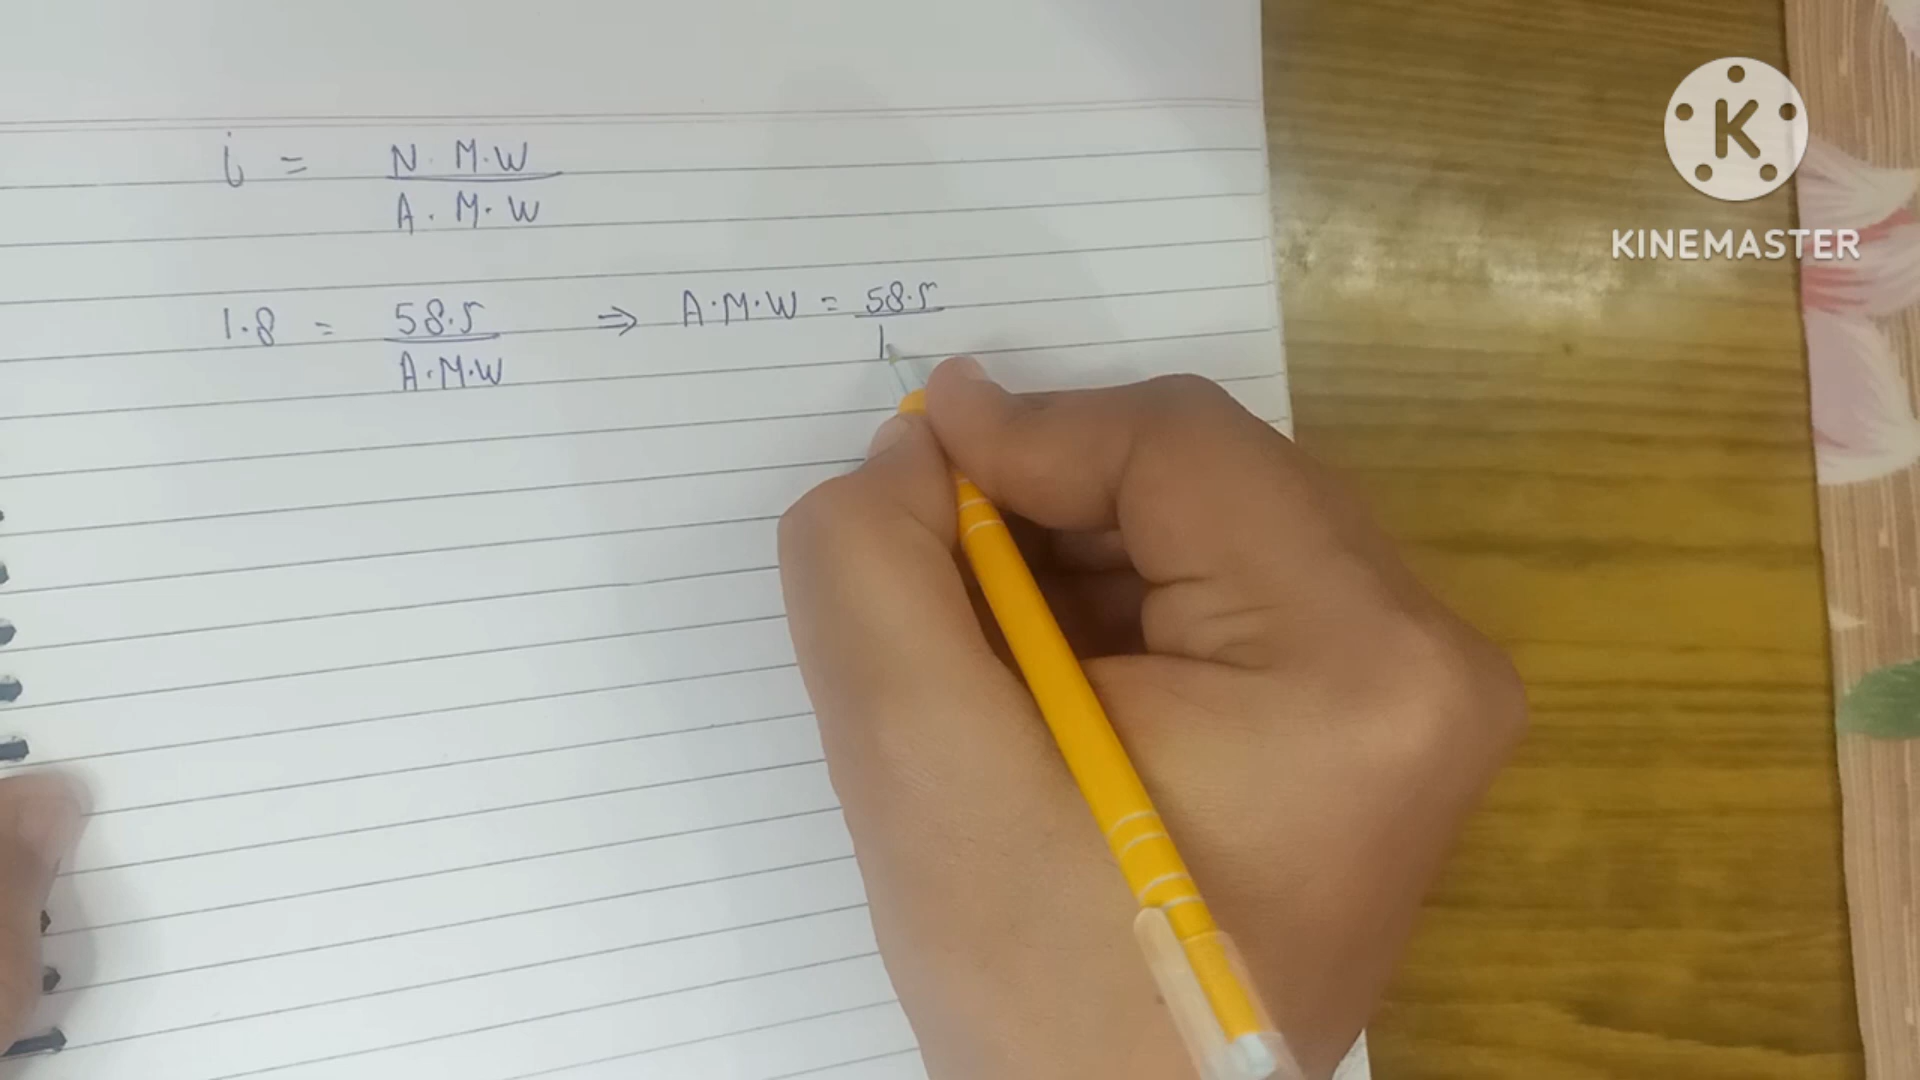 i = N.M.W / A.M.W
1.8 = 58.5 / A.M.W ⇒ A.M.W = 58.5 / 1.
K
KINEMASTER